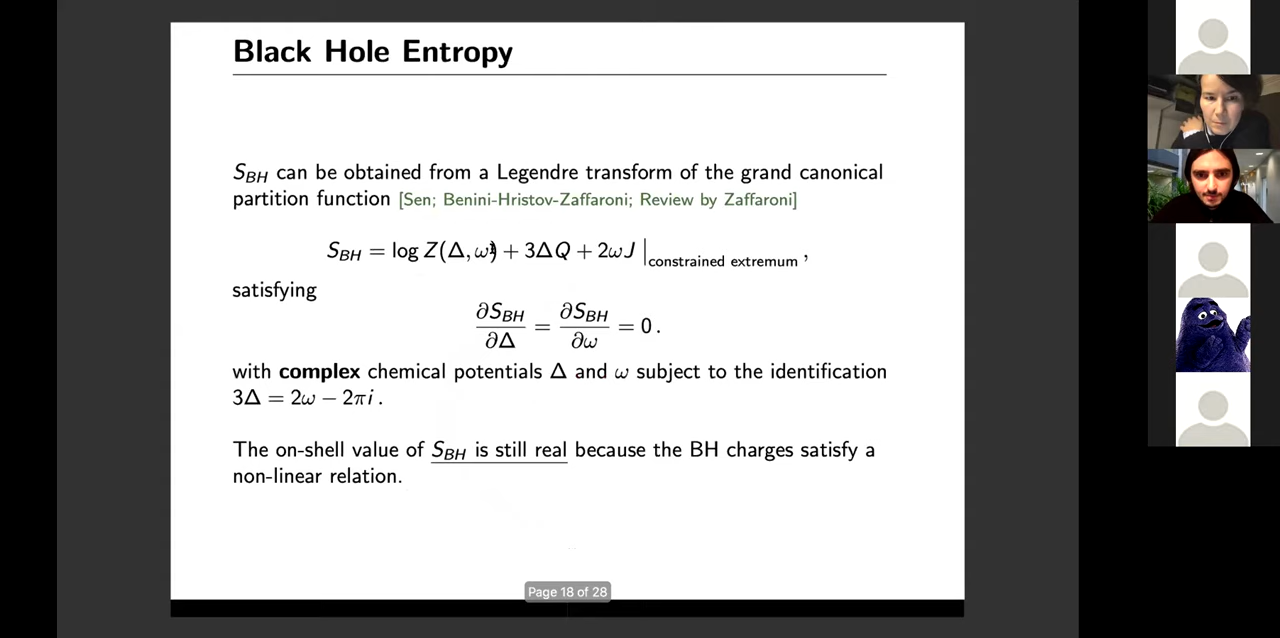 Black Hole Entropy
S_BH can be obtained from a Legendre transform of the grand canonical
partition function [Sen; Benini-Hristov-Zaffaroni; Review by Zaffaroni]
S_BH = log Z(Δ, ω) + 3ΔQ + 2ωJ |_constrained extremum ,
satisfying
∂S_BH/∂Δ = ∂S_BH/∂ω = 0 .
with complex chemical potentials Δ and ω subject to the identification
3Δ = 2ω − 2πi .
The on-shell value of S_BH is still real because the BH charges satisfy a
non-linear relation.
Page 18 of 28